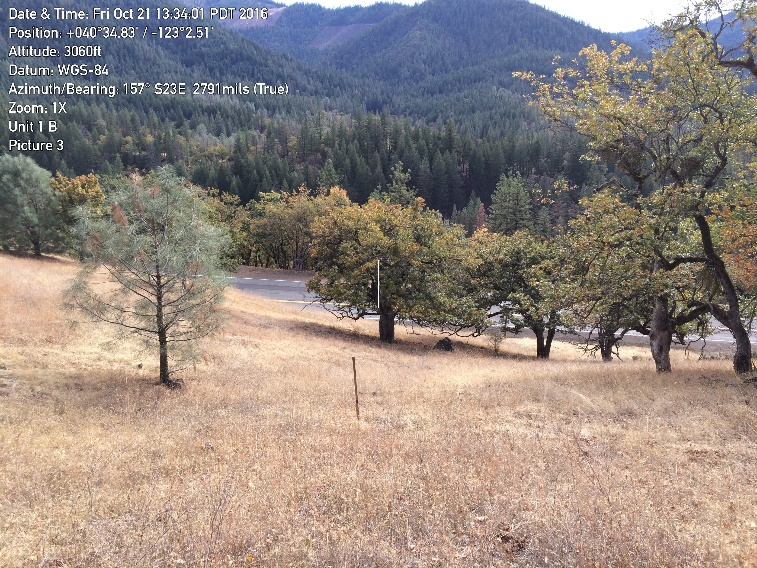 Date & Time: Fri Oct 21 13:34:01 PDT 2016
Position: +040°34.83' / -123°2.51'
Altitude: 3060ft
Datum: WGS-84
Azimuth/Bearing: 157° S23E 2791mils (True)
Zoom: 1X
Unit 1 B
Picture 3